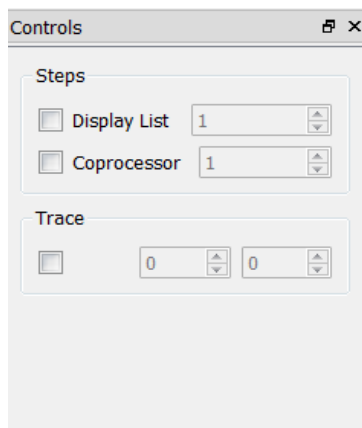 Controls
Steps
Display List 1
Coprocessor 1
Trace
0 0